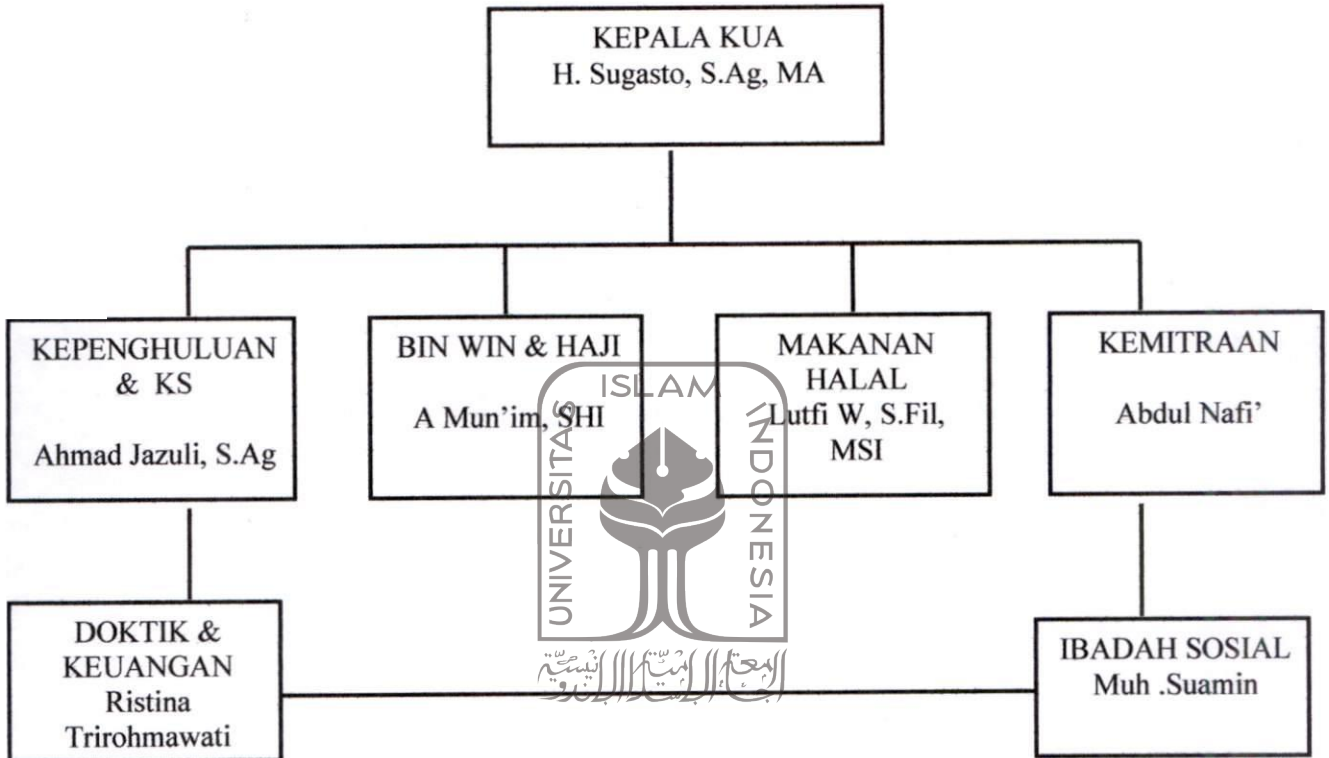 KEPALA KUA
H. Sugasto, S.Ag, MA
KEPENGHULUAN
& KS
Ahmad Jazuli, S.Ag
BIN WIN & HAJI
A Mun'im, SHI
MAKANAN
HALAL
Lutfi W, S.Fil,
MSI
KEMITRAAN
Abdul Nafi'
UNIVERSITAS
ISLAM
INDONESIA
DOKTIK &
KEUANGAN
Ristina
Trirohmawati
IBADAH SOSIAL
Muh .Suamin